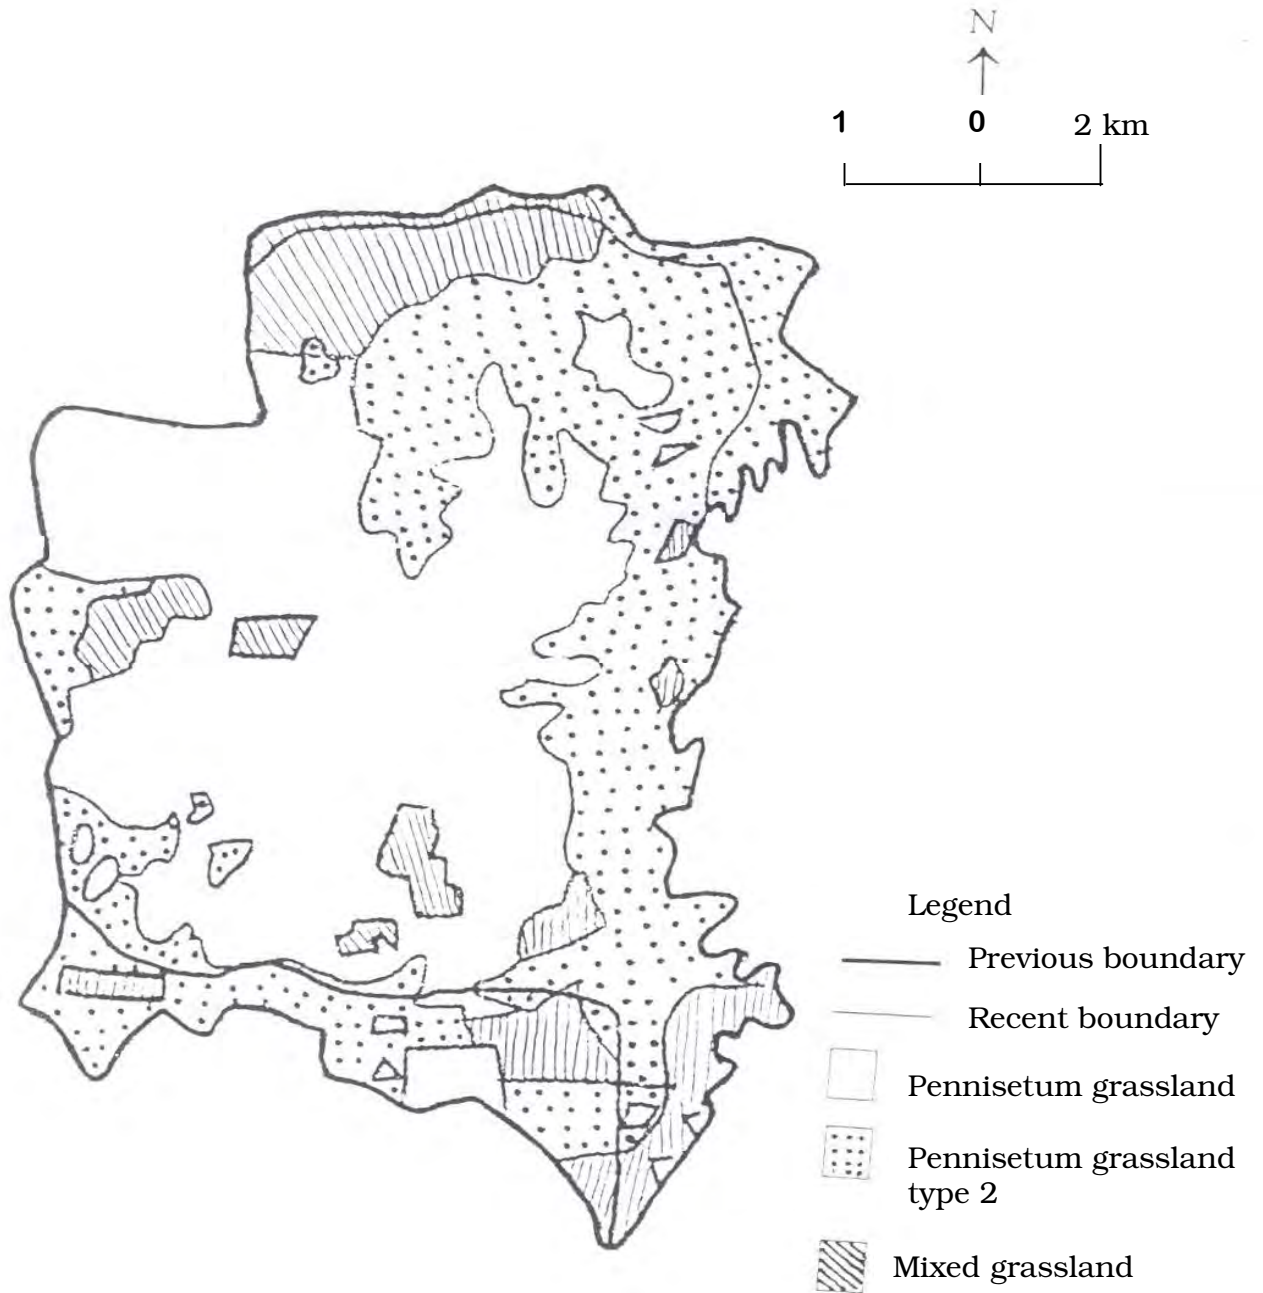 N
1 0 2 km
Legend
Previous boundary
Recent boundary
Pennisetum grassland
Pennisetum grassland
type 2
Mixed grassland